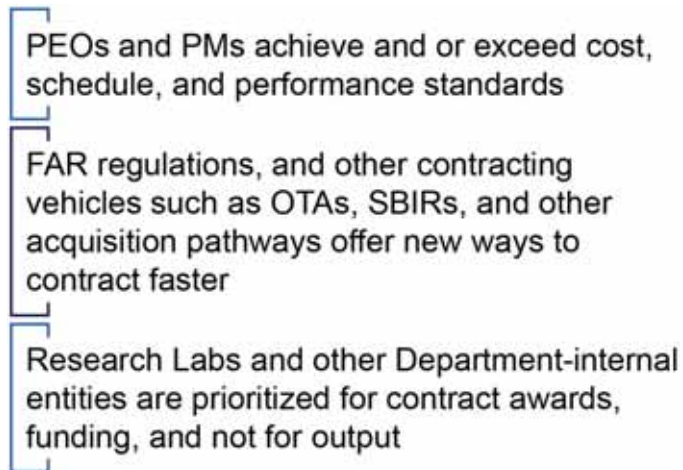 PEOs and PMs achieve and or exceed cost,
schedule, and performance standards
FAR regulations, and other contracting
vehicles such as OTAs, SBIRs, and other
acquisition pathways offer new ways to
contract faster
Research Labs and other Department-internal
entities are prioritized for contract awards,
funding, and not for output